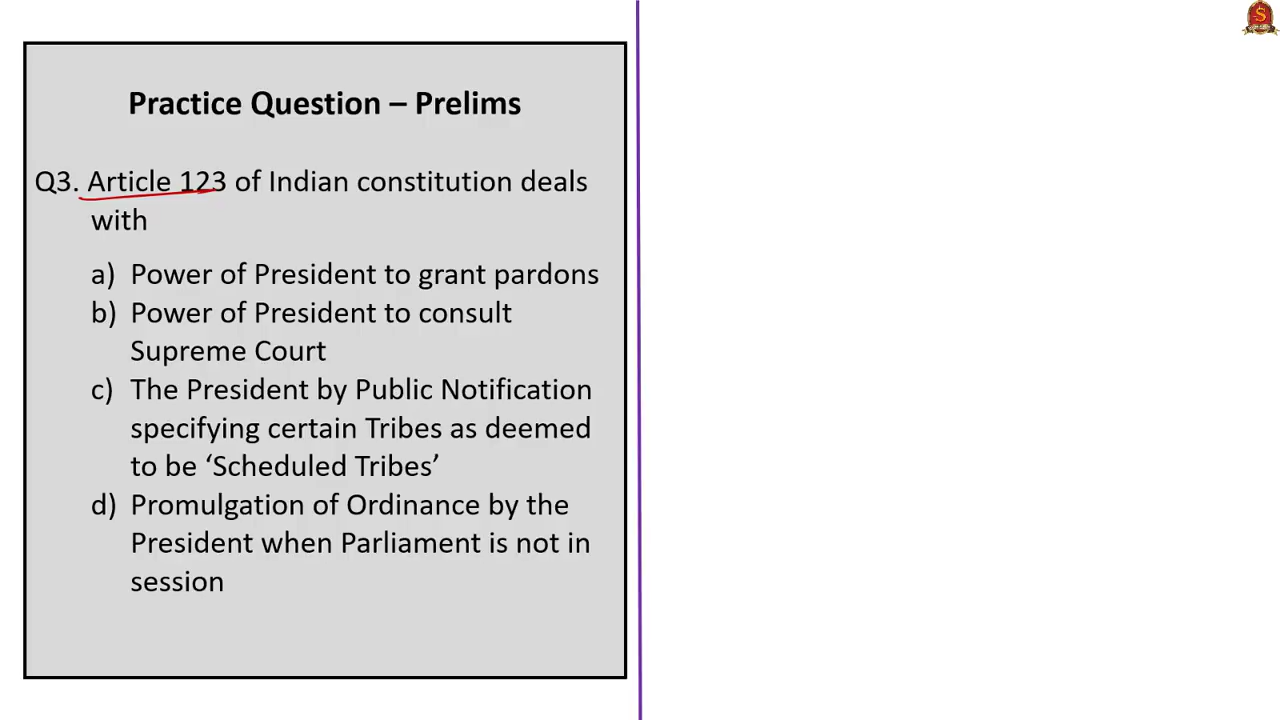 Practice Question – Prelims
Q3. Article 123 of Indian constitution deals
with
a) Power of President to grant pardons
b) Power of President to consult
Supreme Court
c) The President by Public Notification
specifying certain Tribes as deemed
to be ‘Scheduled Tribes’
d) Promulgation of Ordinance by the
President when Parliament is not in
session